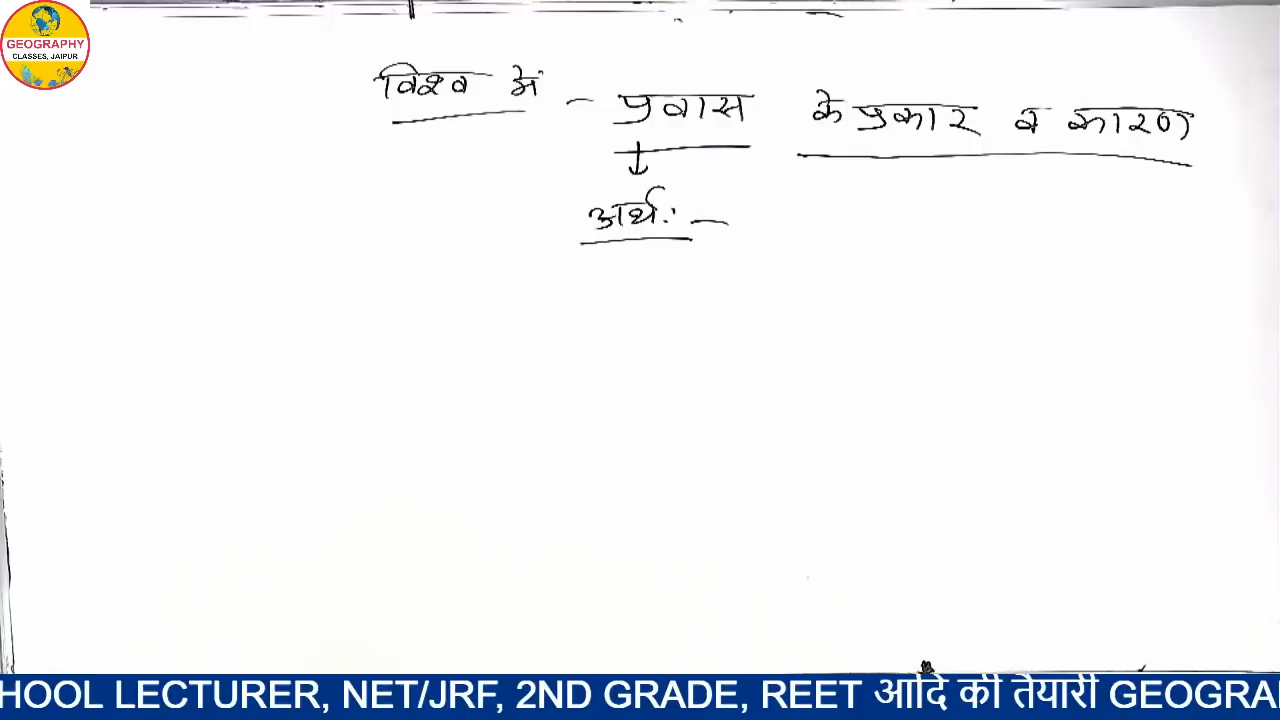 GEOGRAPHY
CLASSES, JAIPUR
विश्व में - प्रवास के प्रकार व कारण
अर्थ: -
HOOL LECTURER, NET/JRF, 2ND GRADE, REET आदि की तैयारी GEOGRA